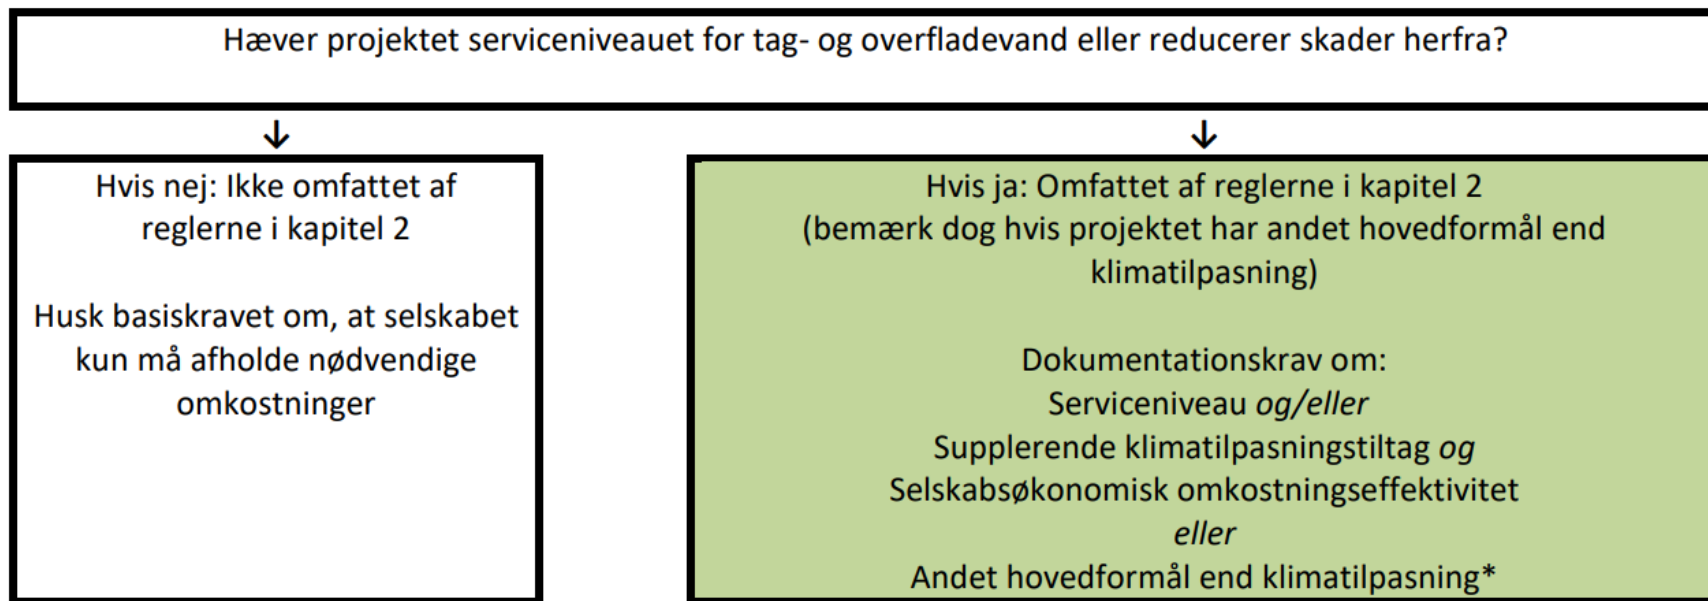 Hæver projektet serviceniveauet for tag- og overfladevand eller reducerer skader herfra?
↓
↓
Hvis nej: Ikke omfattet af
reglerne i kapitel 2
Husk basiskravet om, at selskabet
kun må afholde nødvendige
omkostninger
Hvis ja: Omfattet af reglerne i kapitel 2
(bemærk dog hvis projektet har andet hovedformål end
klimatilpasning)
Dokumentationskrav om:
Serviceniveau og/eller
Supplerende klimatilpasningstiltag og
Selskabsøkonomisk omkostningseffektivitet
eller
Andet hovedformål end klimatilpasning*